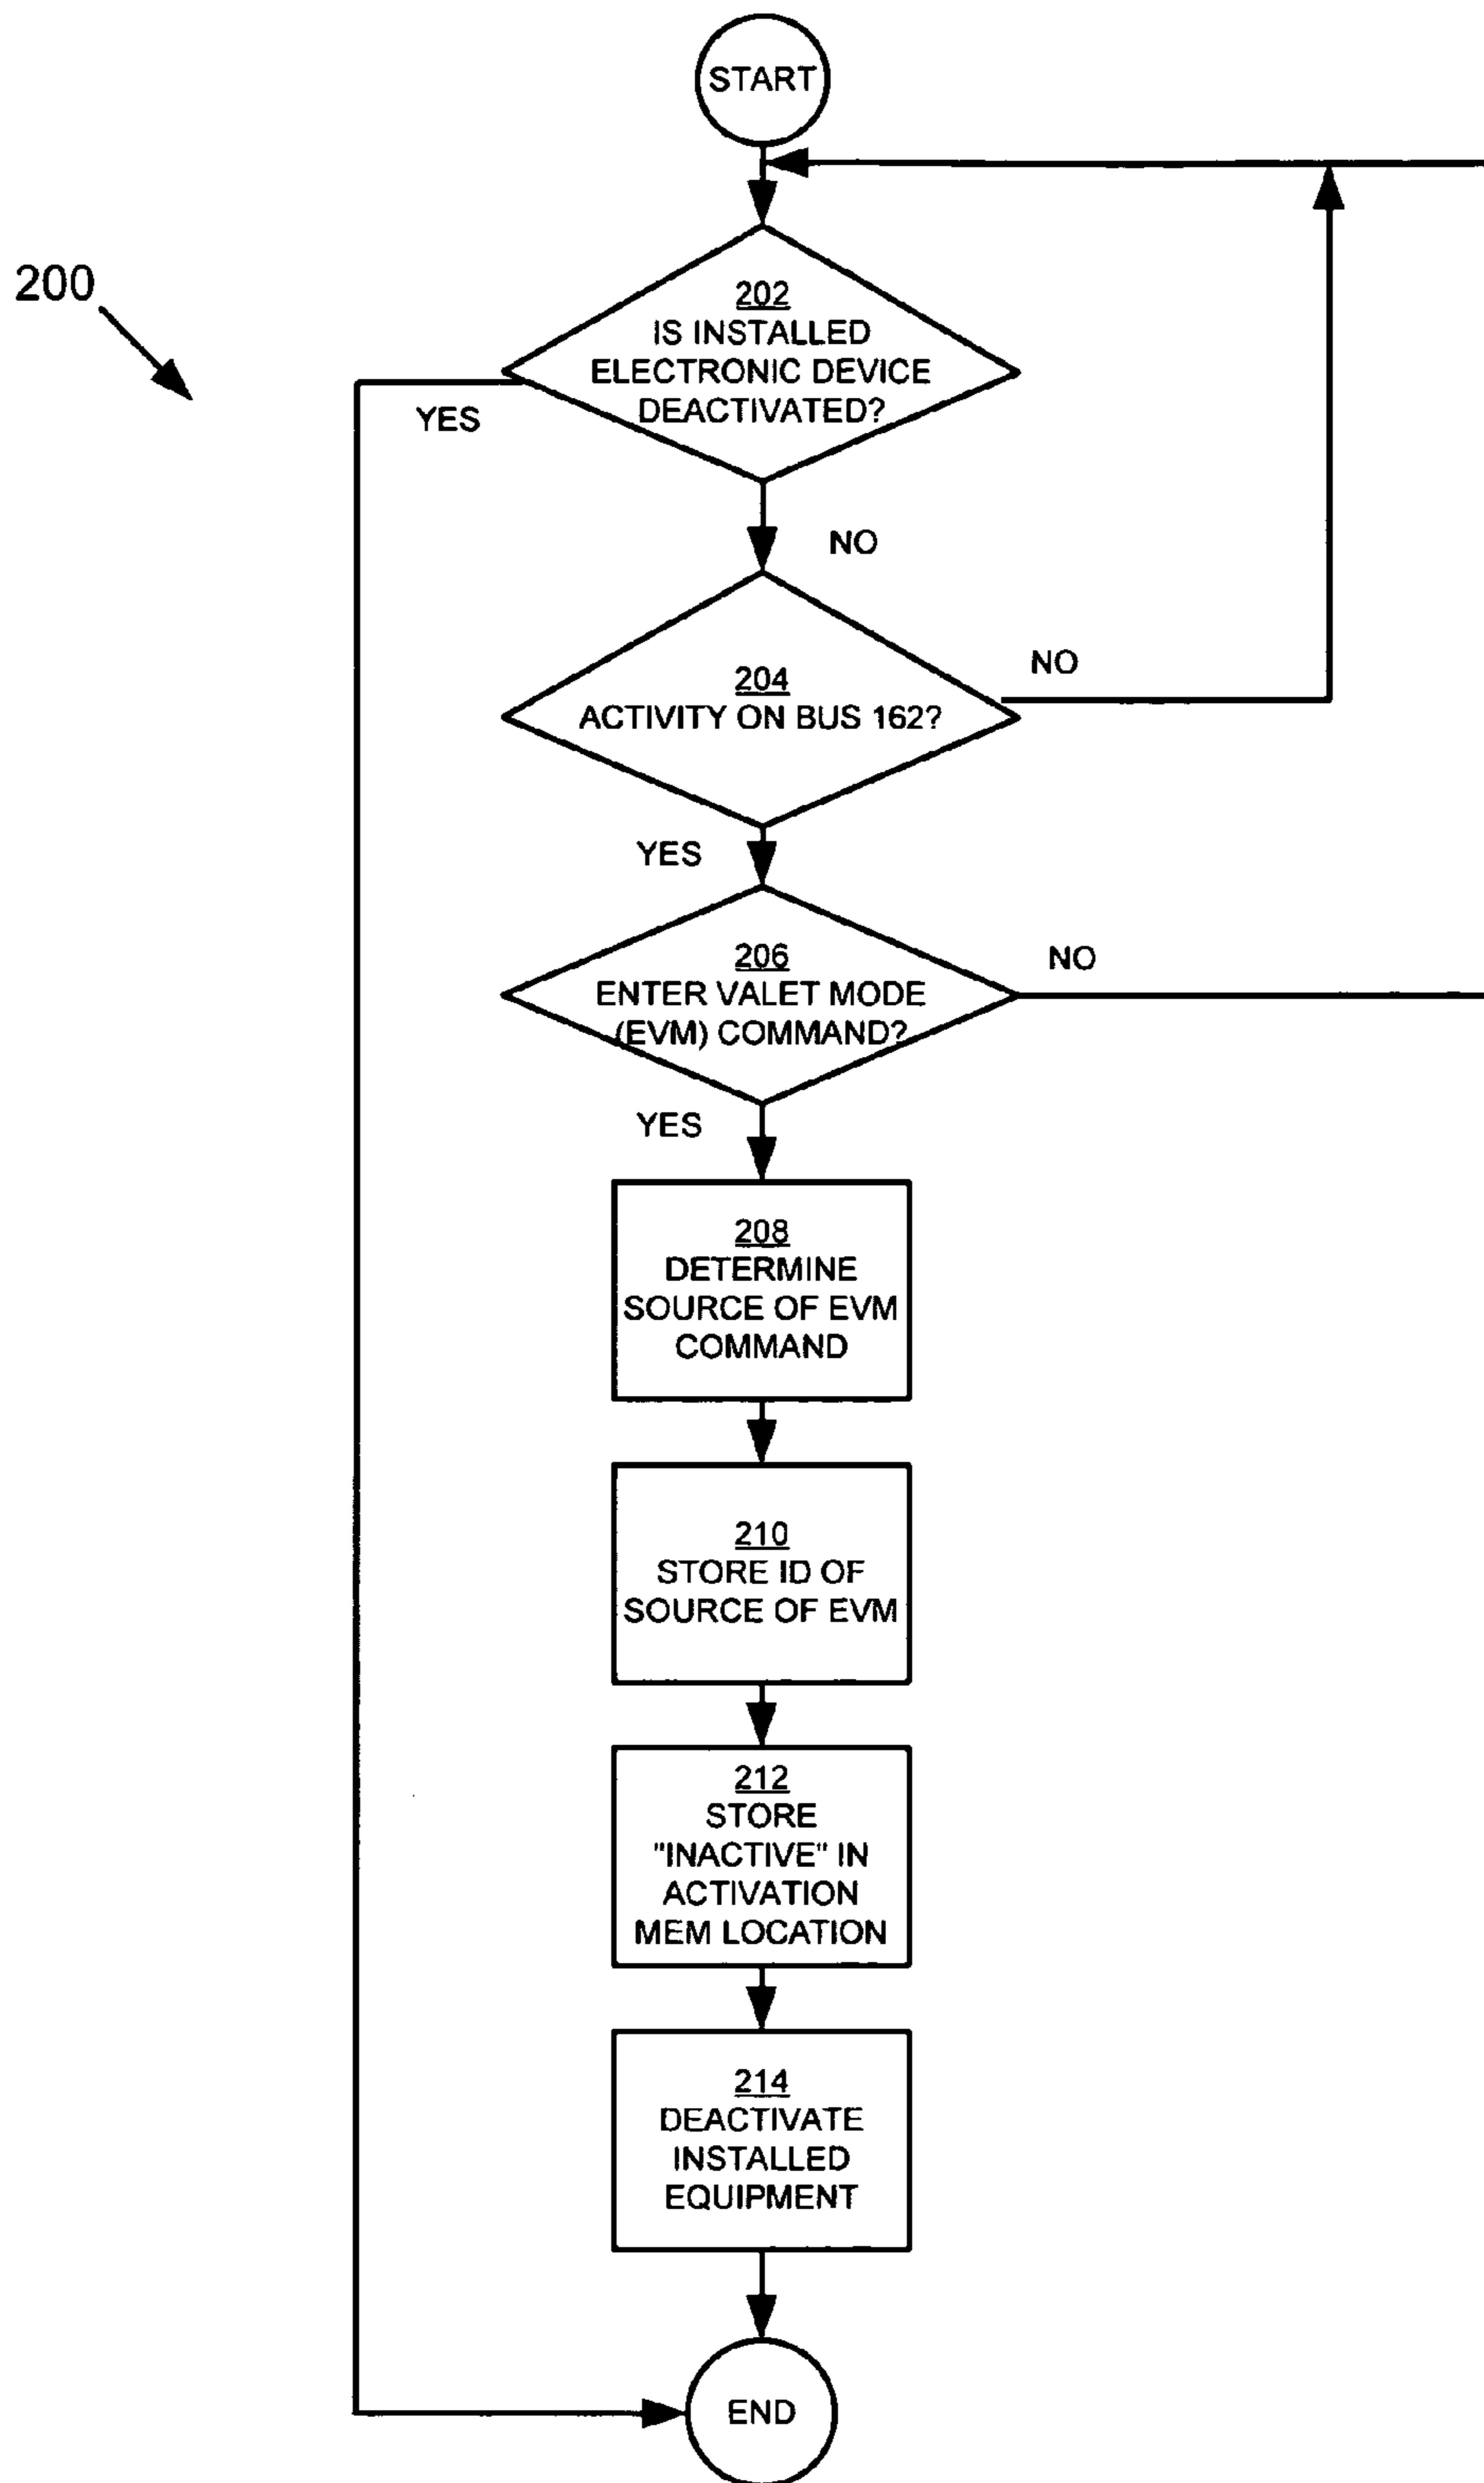 START
200
202
IS INSTALLED
ELECTRONIC DEVICE
DEACTIVATED?
YES
NO
204
ACTIVITY ON BUS 162?
NO
YES
206
ENTER VALET MODE
(EVM) COMMAND?
NO
YES
208
DETERMINE
SOURCE OF EVM
COMMAND
210
STORE ID OF
SOURCE OF EVM
212
STORE
"INACTIVE" IN
ACTIVATION
MEM LOCATION
214
DEACTIVATE
INSTALLED
EQUIPMENT
END